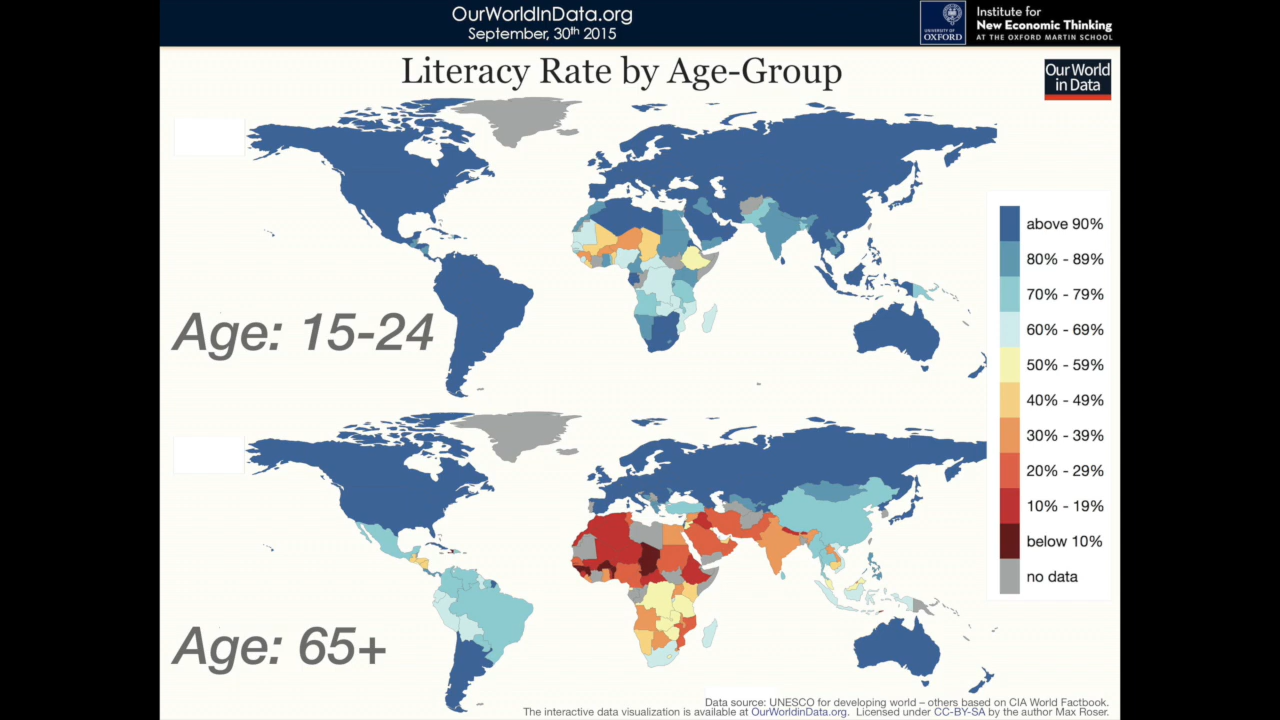 OurWorldInData.org
September, 30th 2015
UNIVERSITY OF
OXFORD
Institute for
New Economic Thinking
AT THE OXFORD MARTIN SCHOOL
Literacy Rate by Age-Group
Our World
in Data
Age: 15-24
above 90%
80% - 89%
70% - 79%
60% - 69%
50% - 59%
40% - 49%
30% - 39%
20% - 29%
10% - 19%
below 10%
no data
Age: 65+
Data source: UNESCO for developing world – others based on CIA World Factbook.
The interactive data visualization is available at OurWorldinData.org. Licensed under CC-BY-SA by the author Max Roser.